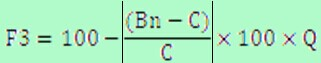 F3 = 100 − |(Bn − C) / C| × 100 × Q